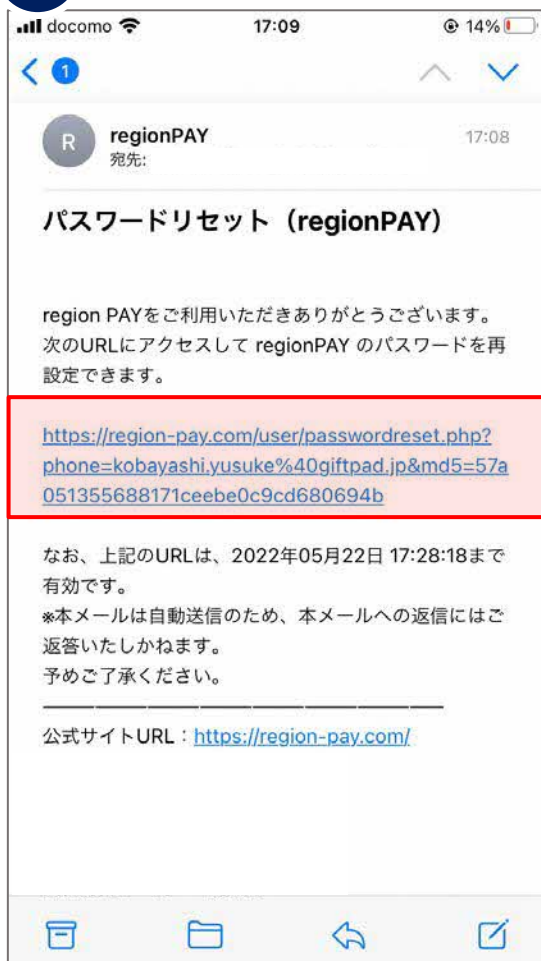 docomo 17:09 14%
1
R regionPAY 17:08
宛先:
パスワードリセット（regionPAY）
region PAYをご利用いただきありがとうございます。
次のURLにアクセスして regionPAY のパスワードを再
設定できます。
https://region-pay.com/user/passwordreset.php?
phone=kobayashi.yusuke%40giftpad.jp&md5=57a
051355688171ceebe0c9cd680694b
なお、上記のURLは、2022年05月22日 17:28:18まで
有効です。
※本メールは自動送信のため、本メールへの返信にはご
返答いたしかねます。
予めご了承ください。
公式サイトURL：https://region-pay.com/